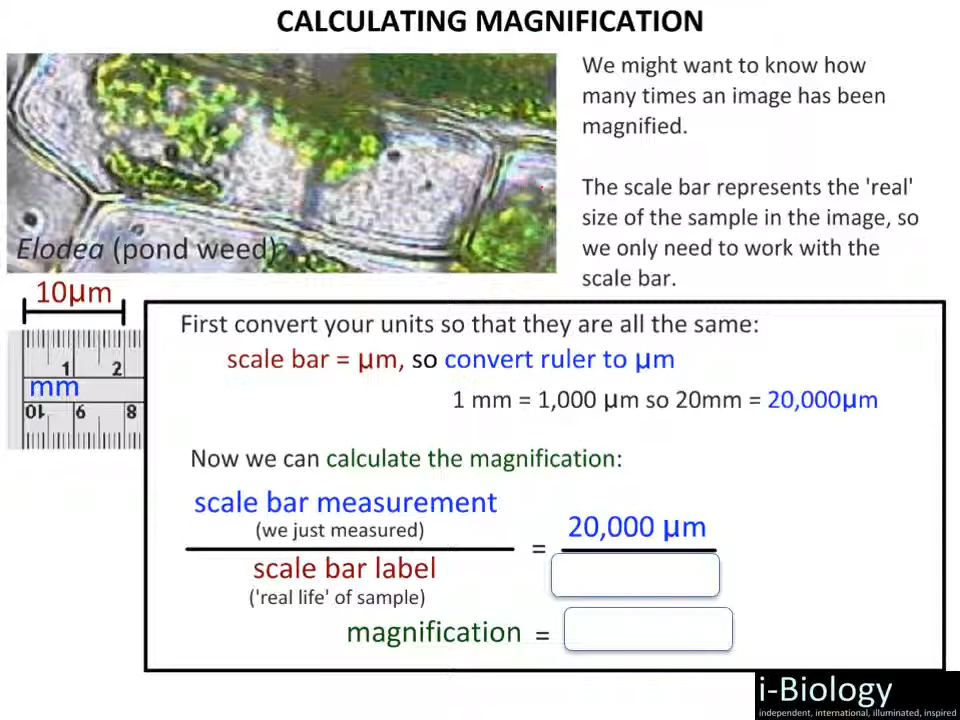 CALCULATING MAGNIFICATION
We might want to know how
many times an image has been
magnified.
The scale bar represents the 'real'
size of the sample in the image, so
we only need to work with the
scale bar.
Elodea (pond weed)
10µm
1 2
mm
10 9 8
First convert your units so that they are all the same:
scale bar = µm, so convert ruler to µm
1 mm = 1,000 µm so 20mm = 20,000µm
Now we can calculate the magnification:
scale bar measurement
(we just measured)
scale bar label
('real life' of sample)
= 20,000 µm
magnification =
i-Biology
independent, international, illuminated, inspired